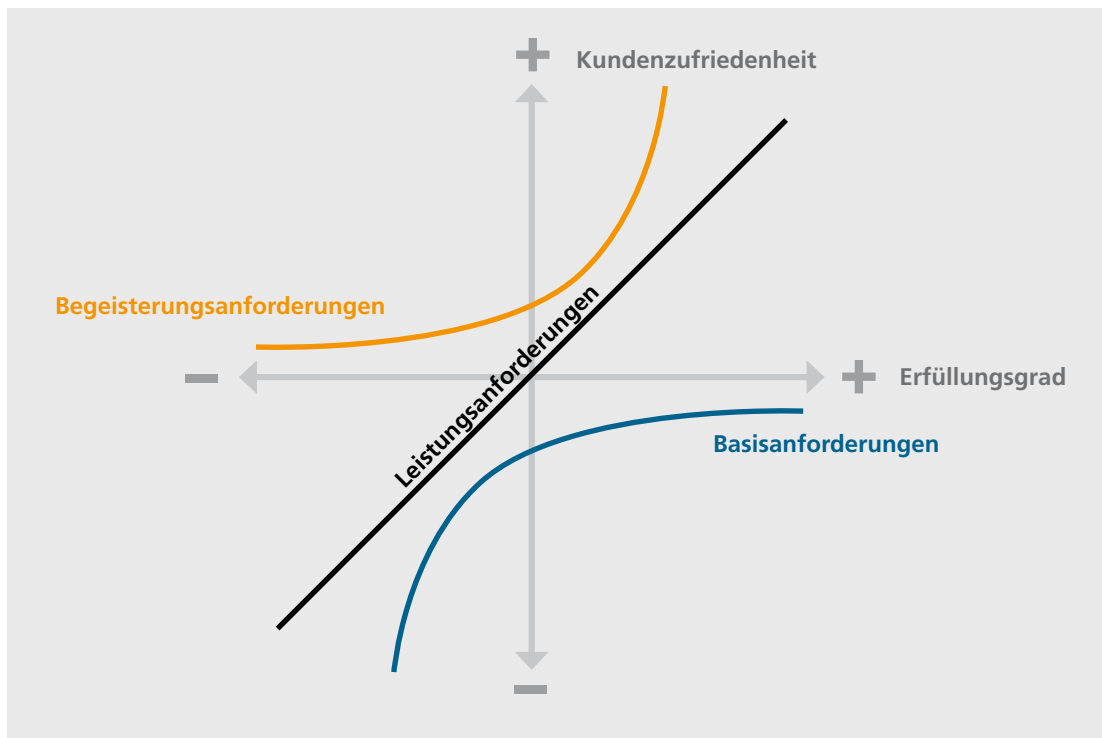 + Kundenzufriedenheit
Begeisterungsanforderungen
Leistungsanforderungen
− + Erfüllungsgrad
Basisanforderungen
−